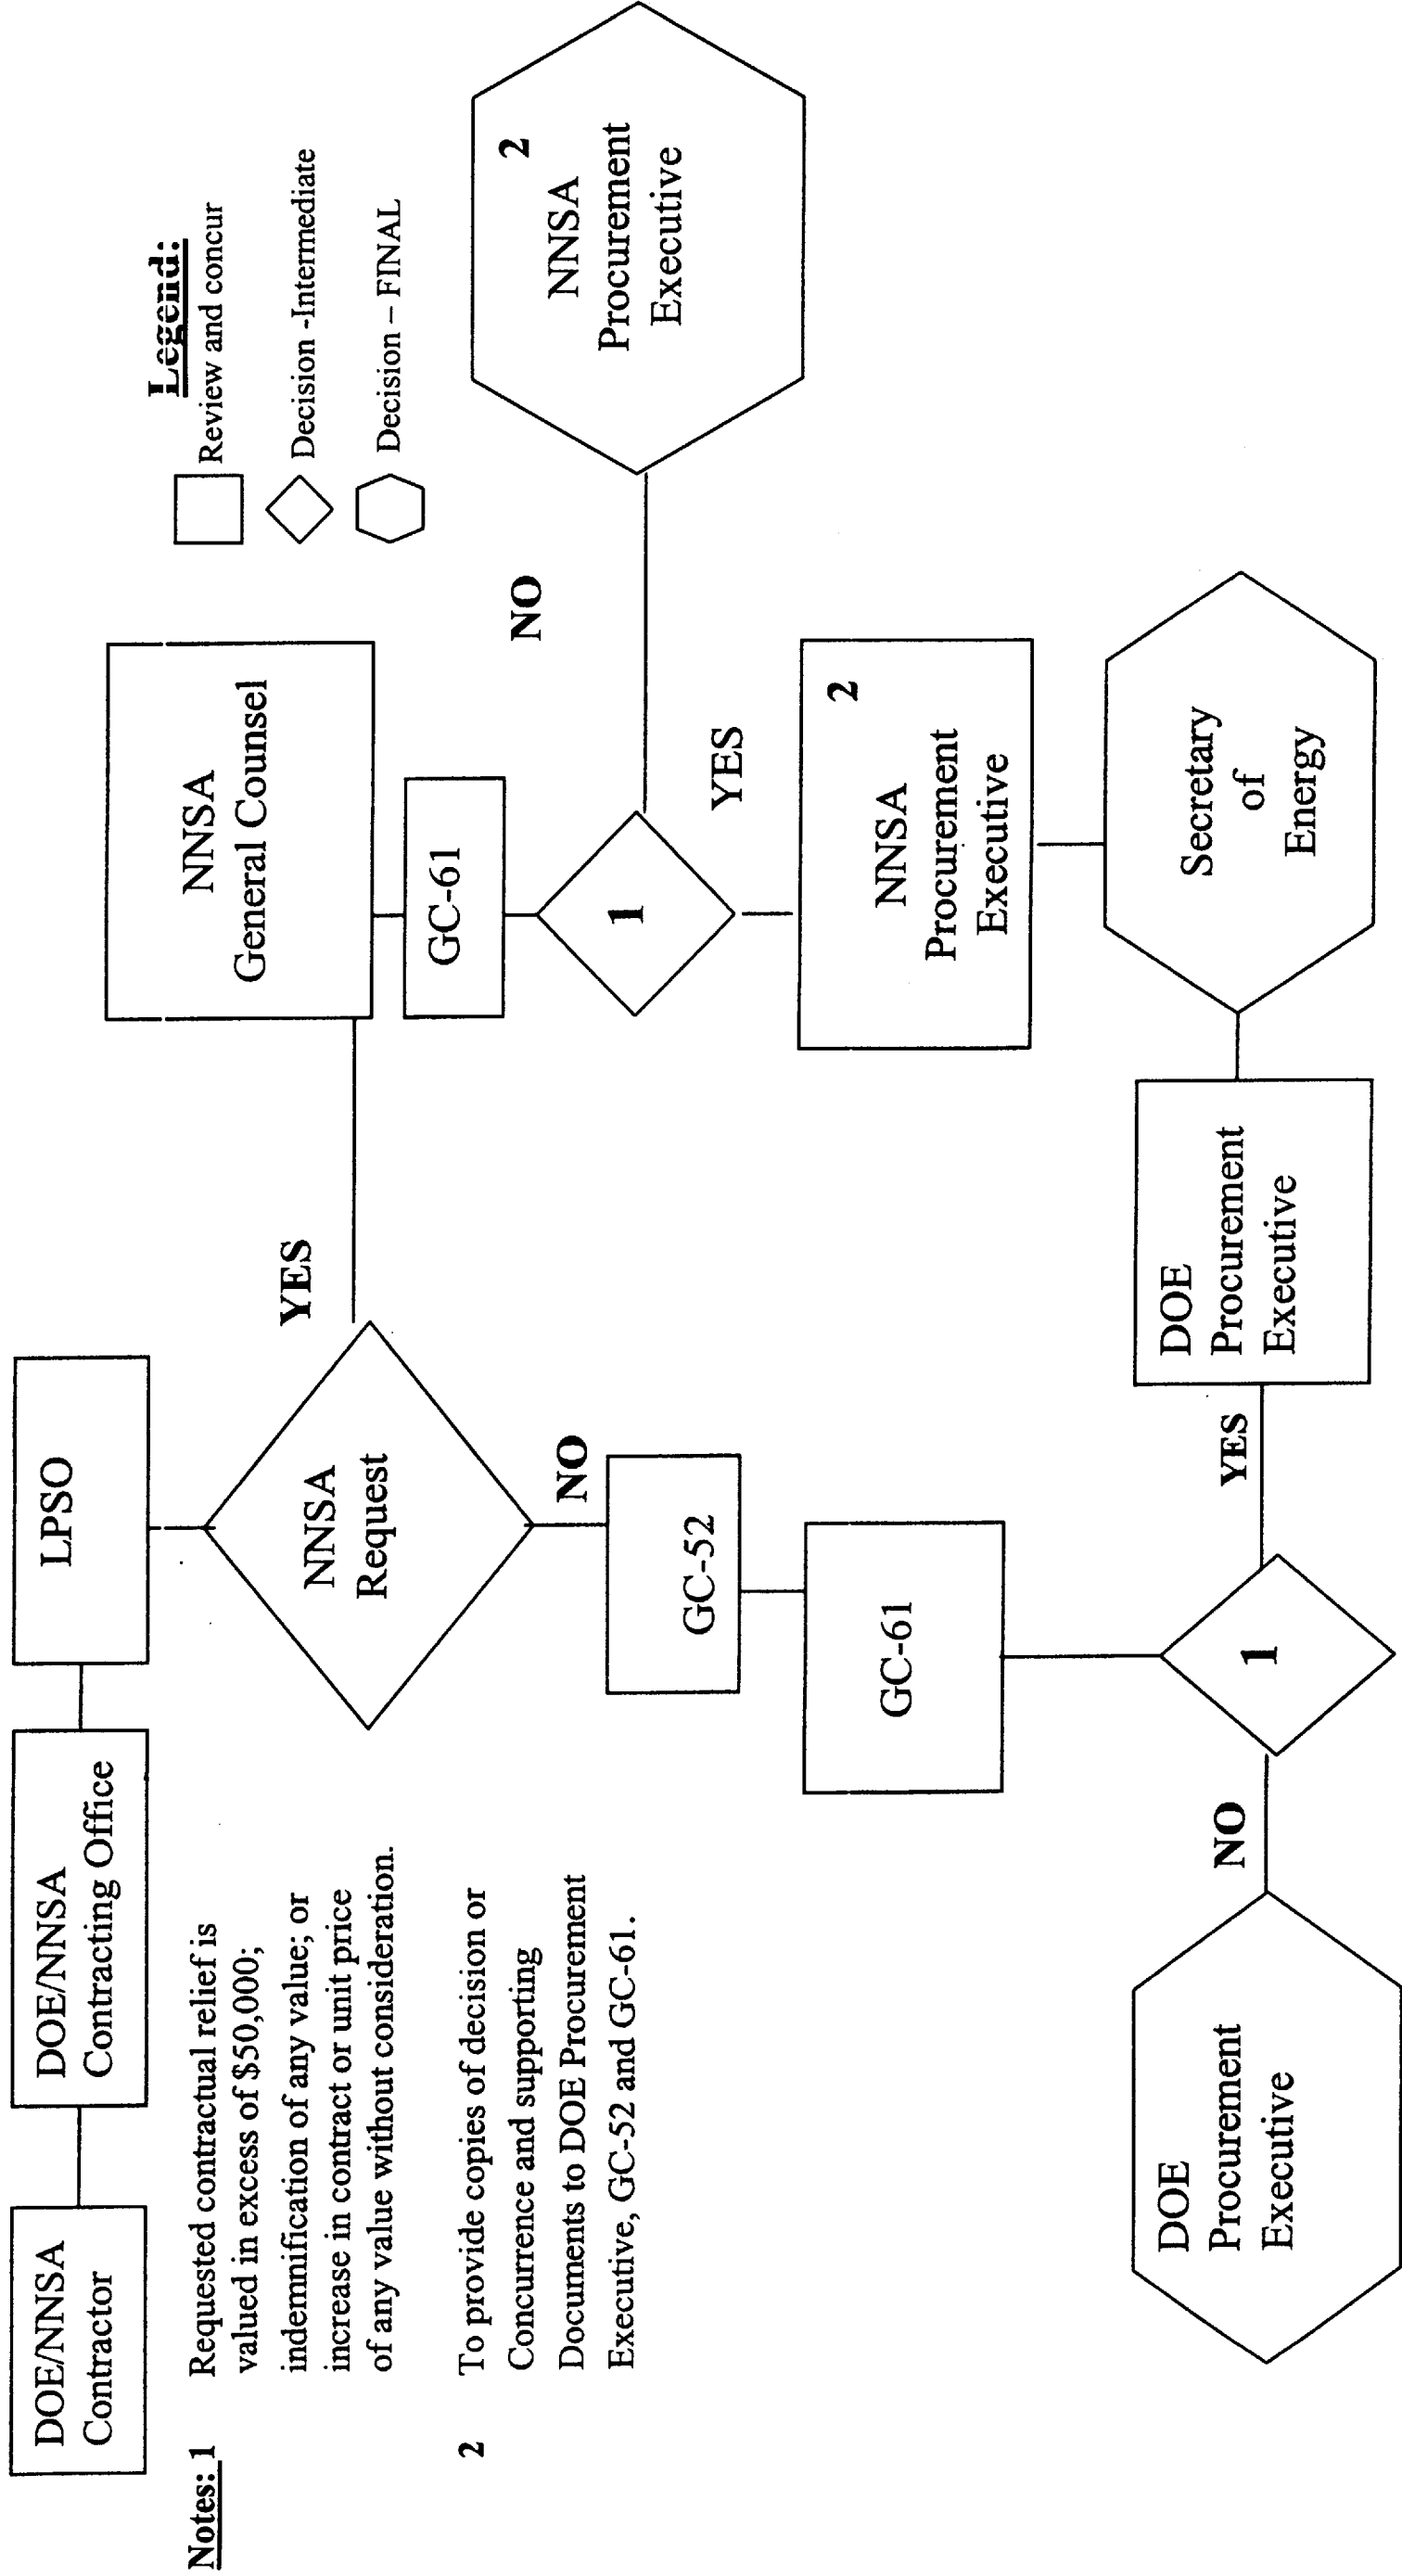 DOE/NNSA
Contractor
DOE/NNSA
Contracting Office
LPSO
Legend:
Review and concur
Decision -Intermediate
Decision – FINAL
Notes: 1 Requested contractual relief is
valued in excess of $50,000;
indemnification of any value; or
increase in contract or unit price
of any value without consideration.
2 To provide copies of decision or
Concurrence and supporting
Documents to DOE Procurement
Executive, GC-52 and GC-61.
NNSA
Request
YES
NO
NNSA
General Counsel
GC-61
1
NO
2
NNSA
Procurement
Executive
YES
2
NNSA
Procurement
Executive
GC-52
GC-61
1
NO
DOE
Procurement
Executive
YES
DOE
Procurement
Executive
Secretary
of
Energy